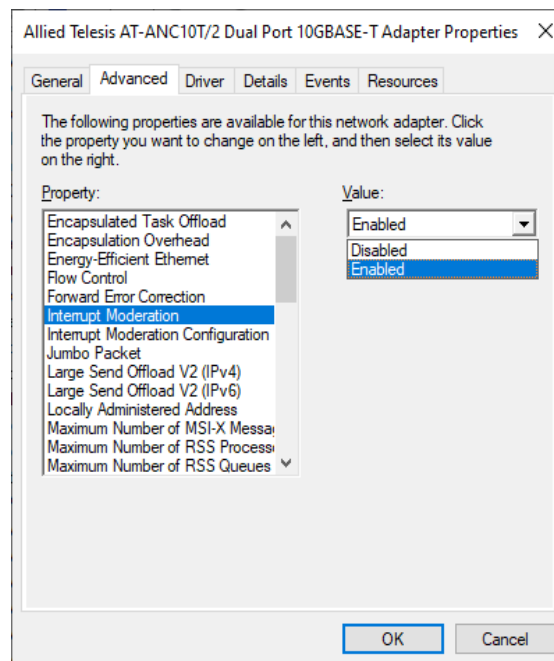 Allied Telesis AT-ANC10T/2 Dual Port 10GBASE-T Adapter Properties
General Advanced Driver Details Events Resources
The following properties are available for this network adapter. Click
the property you want to change on the left, and then select its value
on the right.
Property:
Encapsulated Task Offload
Encapsulation Overhead
Energy-Efficient Ethernet
Flow Control
Forward Error Correction
Interrupt Moderation
Interrupt Moderation Configuration
Jumbo Packet
Large Send Offload V2 (IPv4)
Large Send Offload V2 (IPv6)
Locally Administered Address
Maximum Number of MSI-X Messag
Maximum Number of RSS Processo
Maximum Number of RSS Queues
Value:
Enabled
Disabled
Enabled
OK Cancel